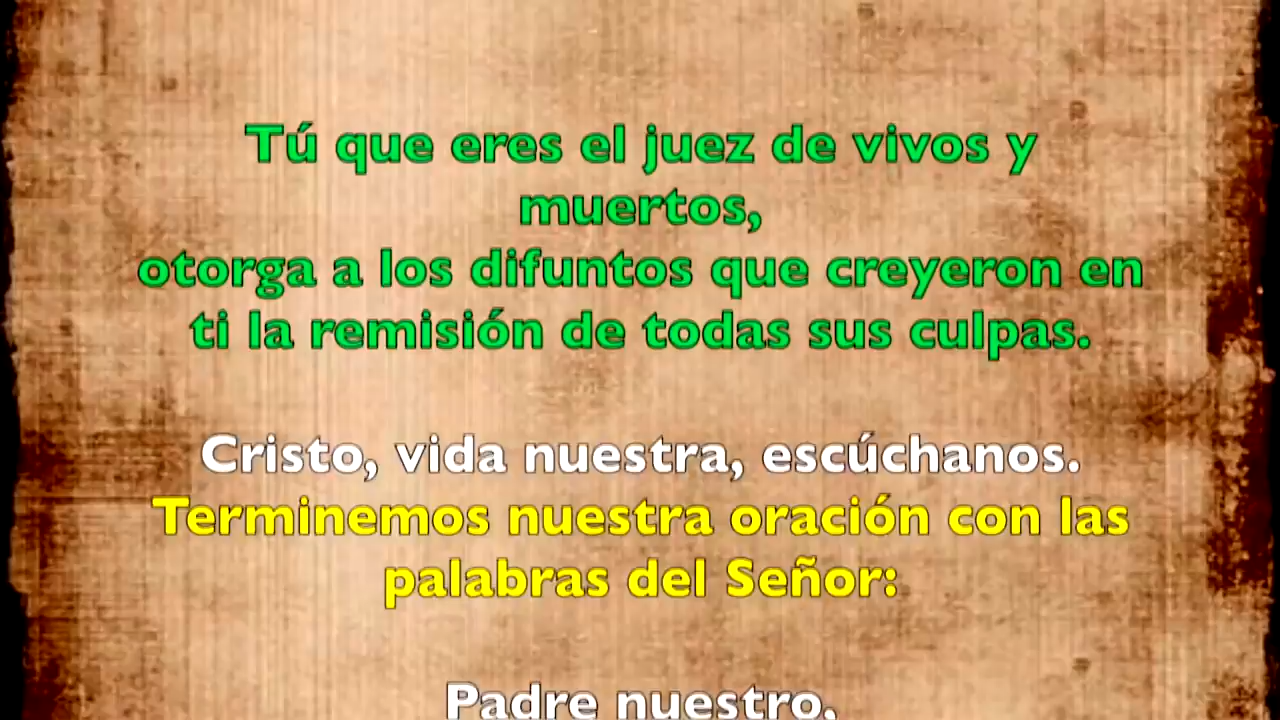 Tú que eres el juez de vivos y
muertos,
otorga a los difuntos que creyeron en
ti la remisión de todas sus culpas.
Cristo, vida nuestra, escúchanos.
Terminemos nuestra oración con las
palabras del Señor:
Padre nuestro,